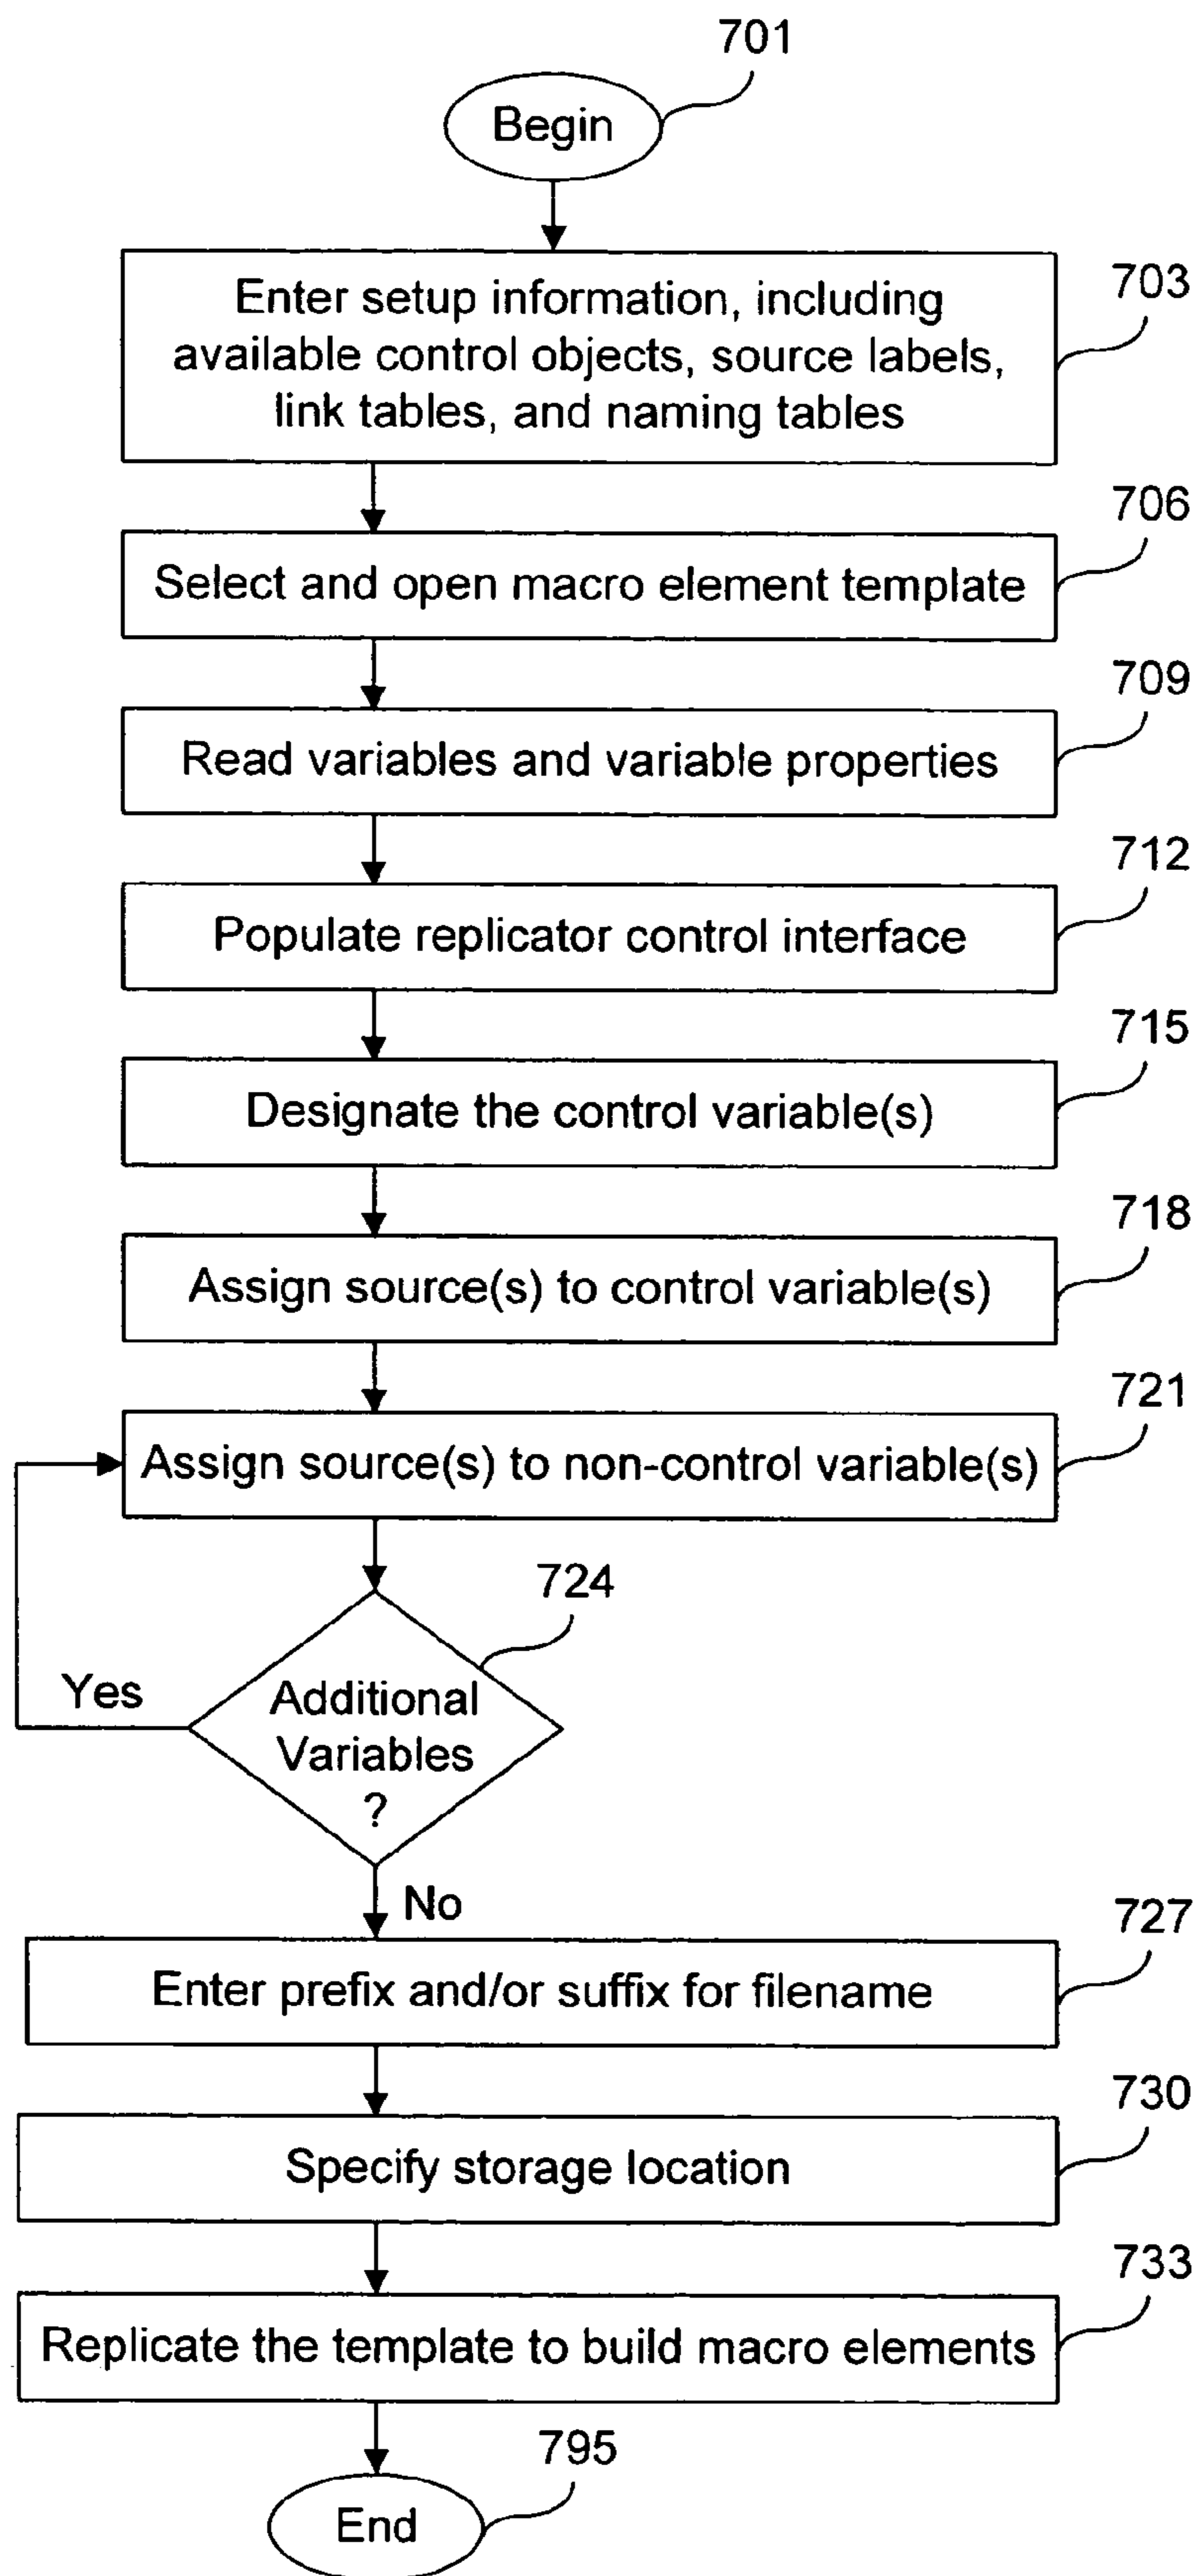 701
Begin
703
Enter setup information, including
available control objects, source labels,
link tables, and naming tables
706
Select and open macro element template
709
Read variables and variable properties
712
Populate replicator control interface
715
Designate the control variable(s)
718
Assign source(s) to control variable(s)
721
Assign source(s) to non-control variable(s)
724
Yes
Additional
Variables
?
No
727
Enter prefix and/or suffix for filename
730
Specify storage location
733
Replicate the template to build macro elements
795
End